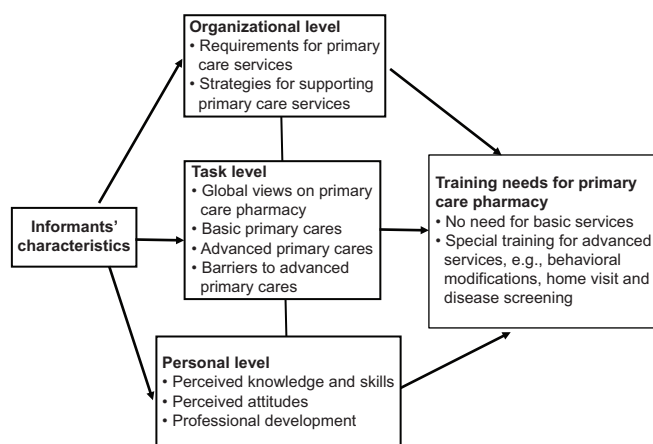 Organizational level
• Requirements for primary
care services
• Strategies for supporting
primary care services
Informants'
characteristics
Task level
• Global views on primary
care pharmacy
• Basic primary cares
• Advanced primary cares
• Barriers to advanced
primary cares
Personal level
• Perceived knowledge and skills
• Perceived attitudes
• Professional development
Training needs for primary
care pharmacy
• No need for basic services
• Special training for advanced
services, e.g., behavioral
modifications, home visit and
disease screening